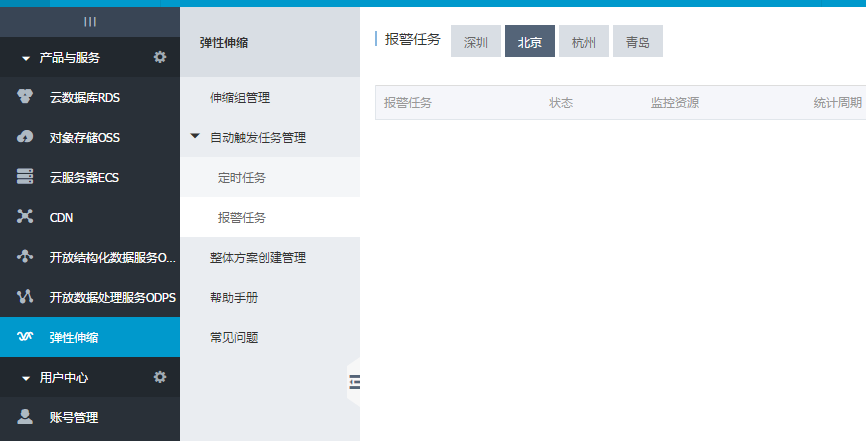 产品与服务
云数据库RDS
对象存储OSS
云服务器ECS
CDN
开放结构化数据服务O...
开放数据处理服务ODPS
弹性伸缩
用户中心
账号管理
弹性伸缩
伸缩组管理
自动触发任务管理
定时任务
报警任务
整体方案创建管理
帮助手册
常见问题
报警任务 深圳 北京 杭州 青岛
报警任务 状态 监控资源 统计周期